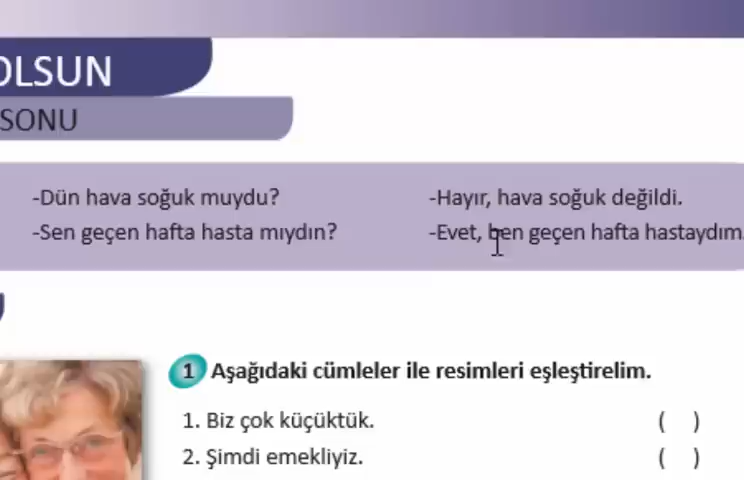 OLSUN
SONU
-Dün hava soğuk muydu? -Hayır, hava soğuk değildi.
-Sen geçen hafta hasta mıydın? -Evet, ben geçen hafta hastaydım.
1 Aşağıdaki cümleler ile resimleri eşleştirelim.
1. Biz çok küçüktük. ( )
2. Şimdi emekliyiz. ( )